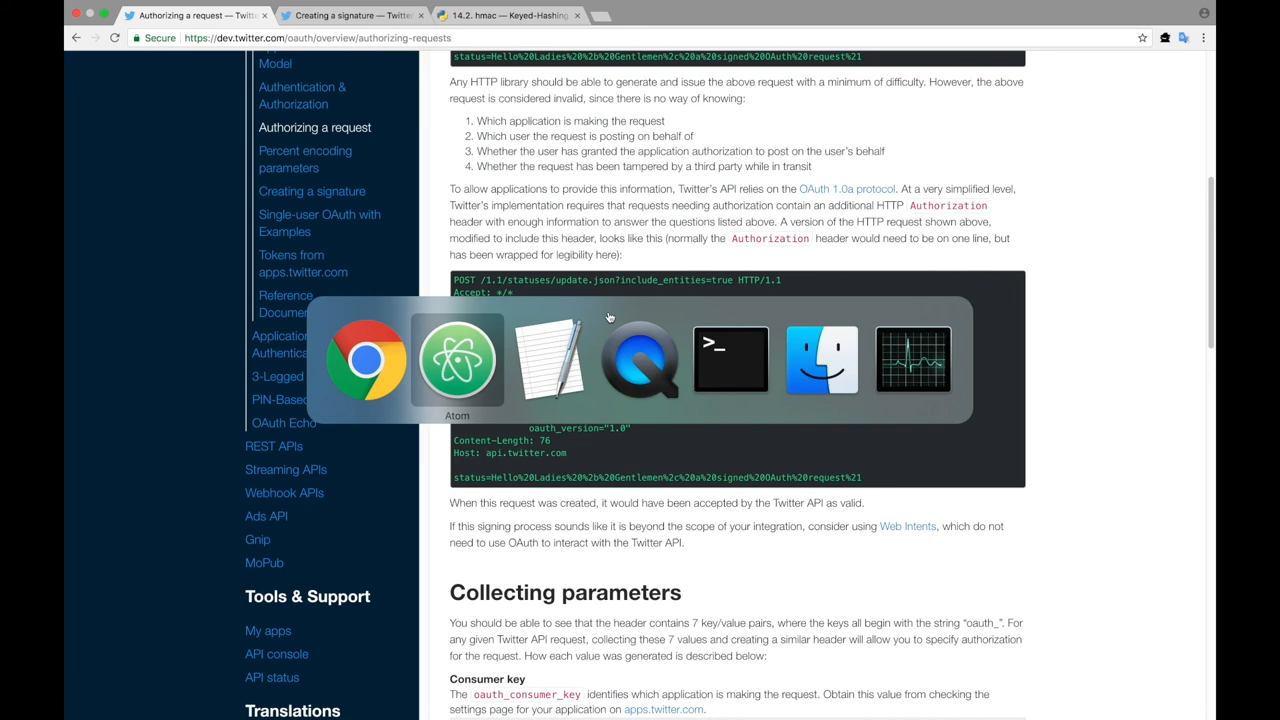 Authorizing a request — Twitt
Creating a signature — Twitter
14.2. hmac — Keyed-Hashing
Secure
https://dev.twitter.com/oauth/overview/authorizing-requests
Model
Authentication &
Authorization
Authorizing a request
Percent encoding
parameters
Creating a signature
Single-user OAuth with
Examples
Tokens from
apps.twitter.com
Reference
Documen
Application
Authentica
3-Legged
PIN-Based
OAuth Echo
REST APIs
Streaming APIs
Webhook APIs
Ads API
Gnip
MoPub
Tools & Support
My apps
API console
API status
Translations
status=Hello%20Ladies%20%2b%20Gentlemen%2c%20a%20signed%20OAuth%20request%21
Any HTTP library should be able to generate and issue the above request with a minimum of difficulty. However, the above
request is considered invalid, since there is no way of knowing:
1. Which application is making the request
2. Which user the request is posting on behalf of
3. Whether the user has granted the application authorization to post on the user's behalf
4. Whether the request has been tampered by a third party while in transit
To allow applications to provide this information, Twitter's API relies on the OAuth 1.0a protocol. At a very simplified level,
Twitter's implementation requires that requests needing authorization contain an additional HTTP Authorization
header with enough information to answer the questions listed above. A version of the HTTP request shown above,
modified to include this header, looks like this (normally the Authorization header would need to be on one line, but
has been wrapped for legibility here):
POST /1.1/statuses/update.json?include_entities=true HTTP/1.1
Accept: */*
>_
Atom
oauth_version="1.0"
Content-Length: 76
Host: api.twitter.com
status=Hello%20Ladies%20%2b%20Gentlemen%2c%20a%20signed%20OAuth%20request%21
When this request was created, it would have been accepted by the Twitter API as valid.
If this signing process sounds like it is beyond the scope of your integration, consider using Web Intents, which do not
need to use OAuth to interact with the Twitter API.
Collecting parameters
You should be able to see that the header contains 7 key/value pairs, where the keys all begin with the string "oauth_". For
any given Twitter API request, collecting these 7 values and creating a similar header will allow you to specify authorization
for the request. How each value was generated is described below:
Consumer key
The oauth_consumer_key identifies which application is making the request. Obtain this value from checking the
settings page for your application on apps.twitter.com.